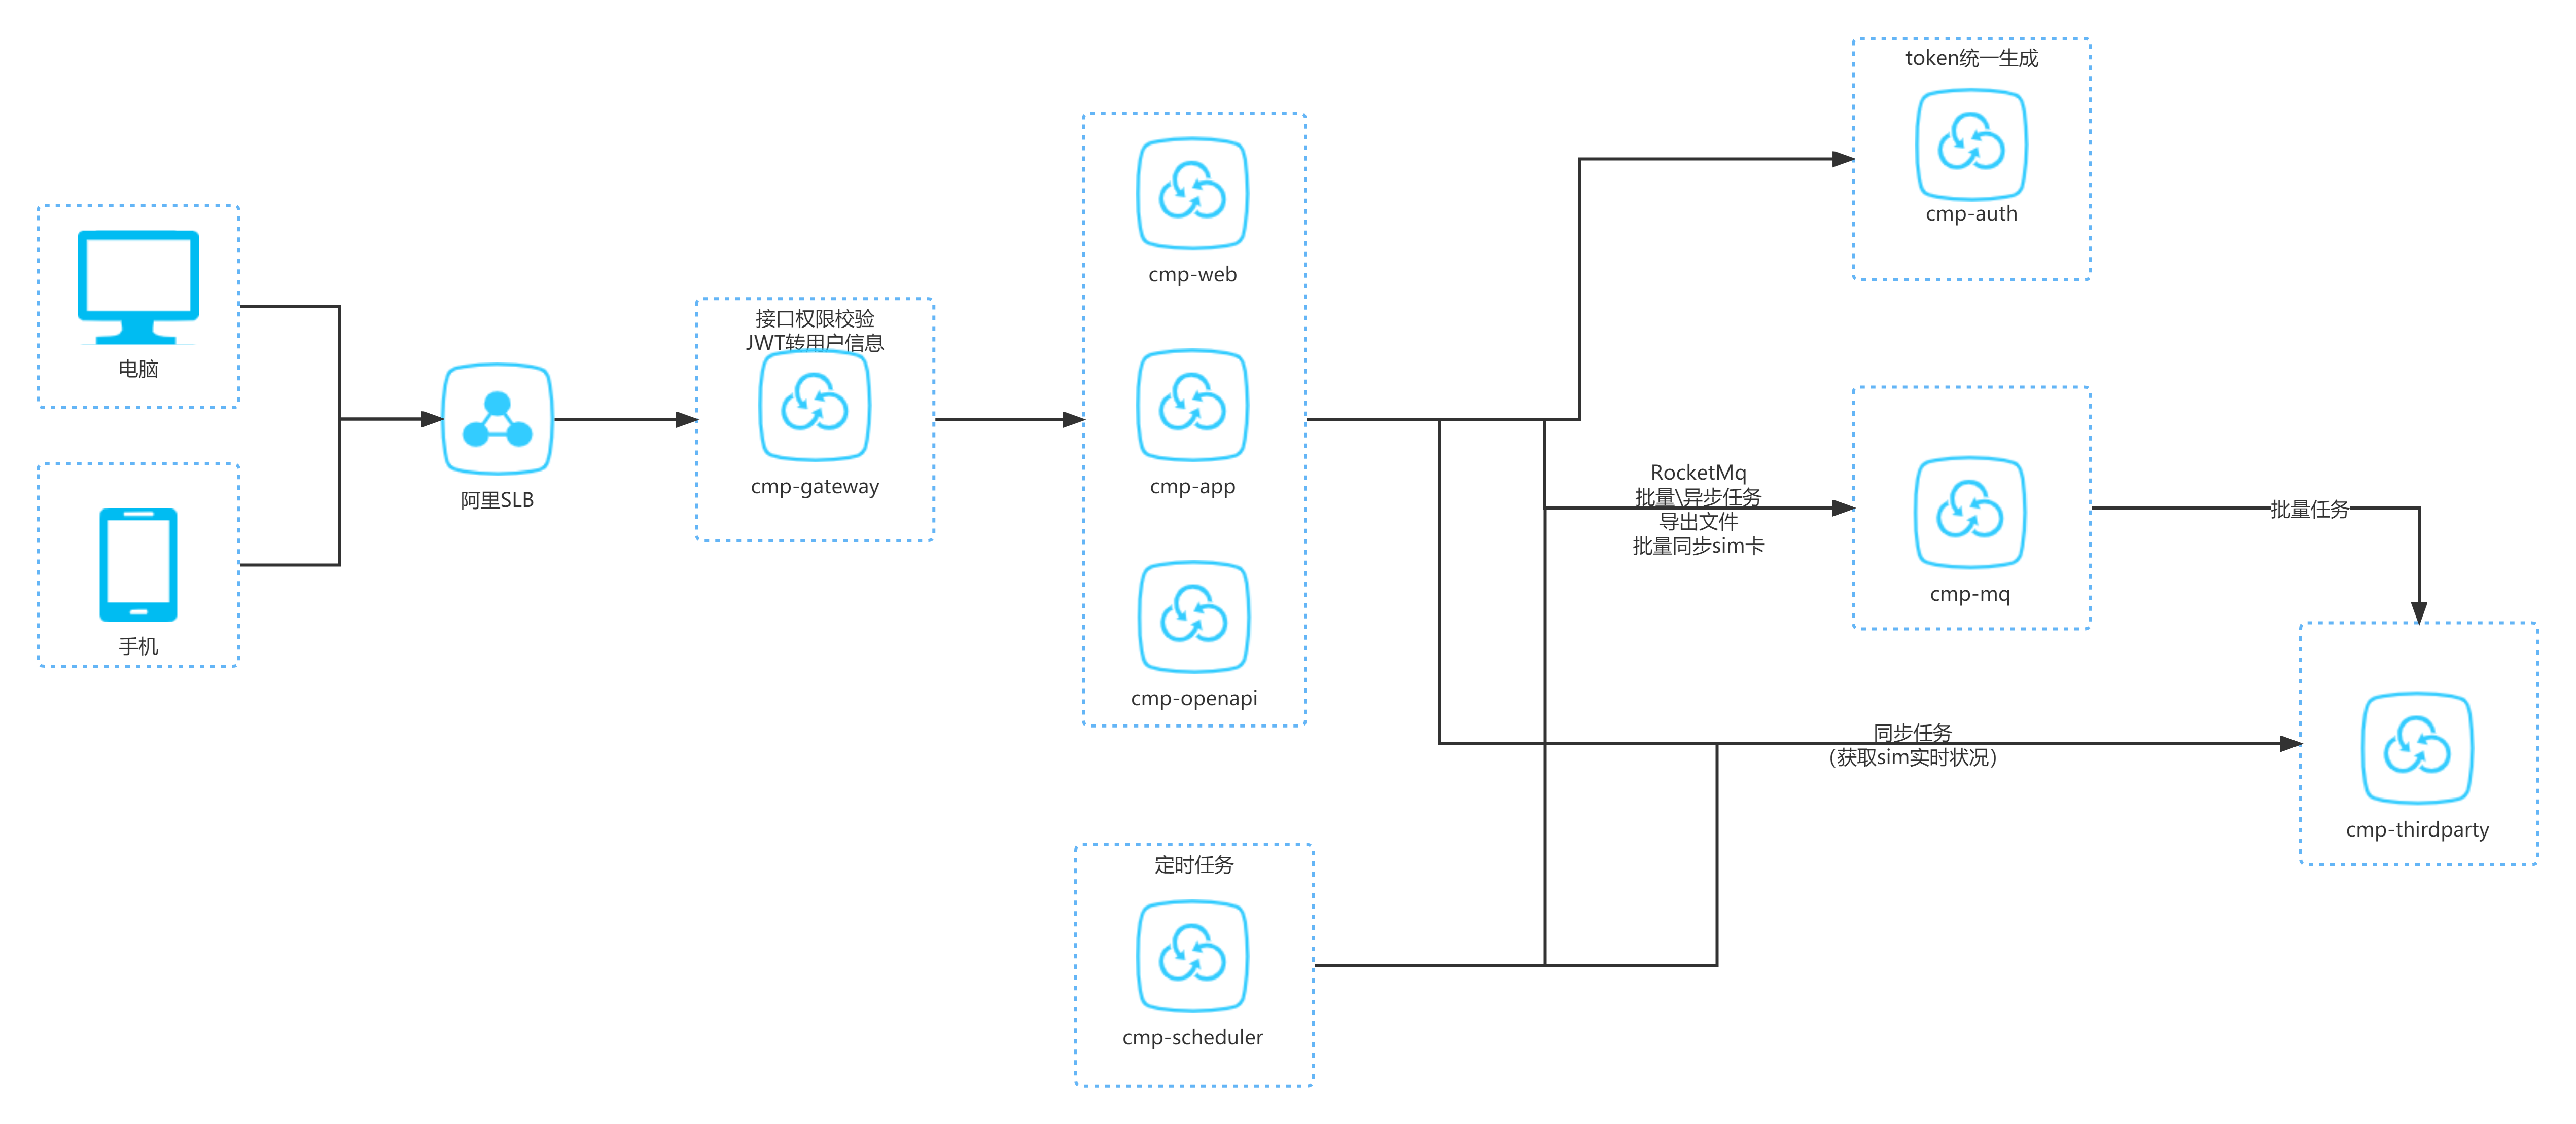 电脑
手机
阿里SLB
接口权限校验
JWT转用户信息
cmp-gateway
cmp-web
cmp-app
cmp-openapi
定时任务
cmp-scheduler
token统一生成
cmp-auth
RocketMq
批量\异步任务
导出文件
批量同步sim卡
cmp-mq
批量任务
同步任务
(获取sim实时状况)
cmp-thirdparty